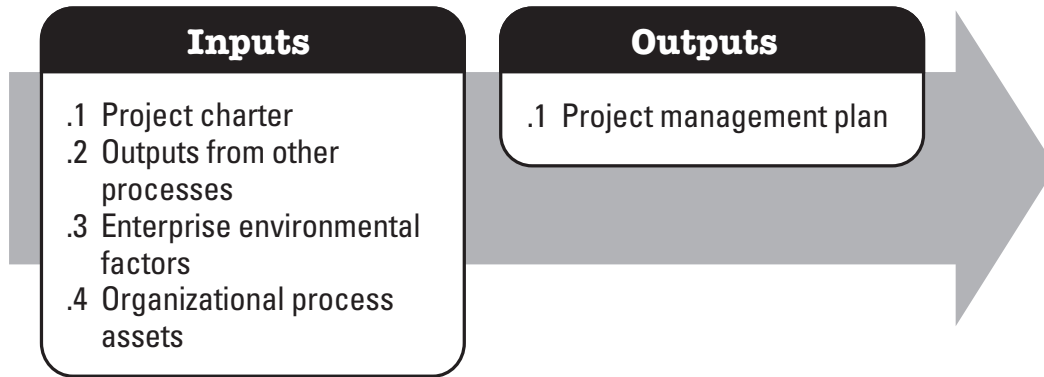 Inputs
.1 Project charter
.2 Outputs from other
processes
.3 Enterprise environmental
factors
.4 Organizational process
assets
Outputs
.1 Project management plan